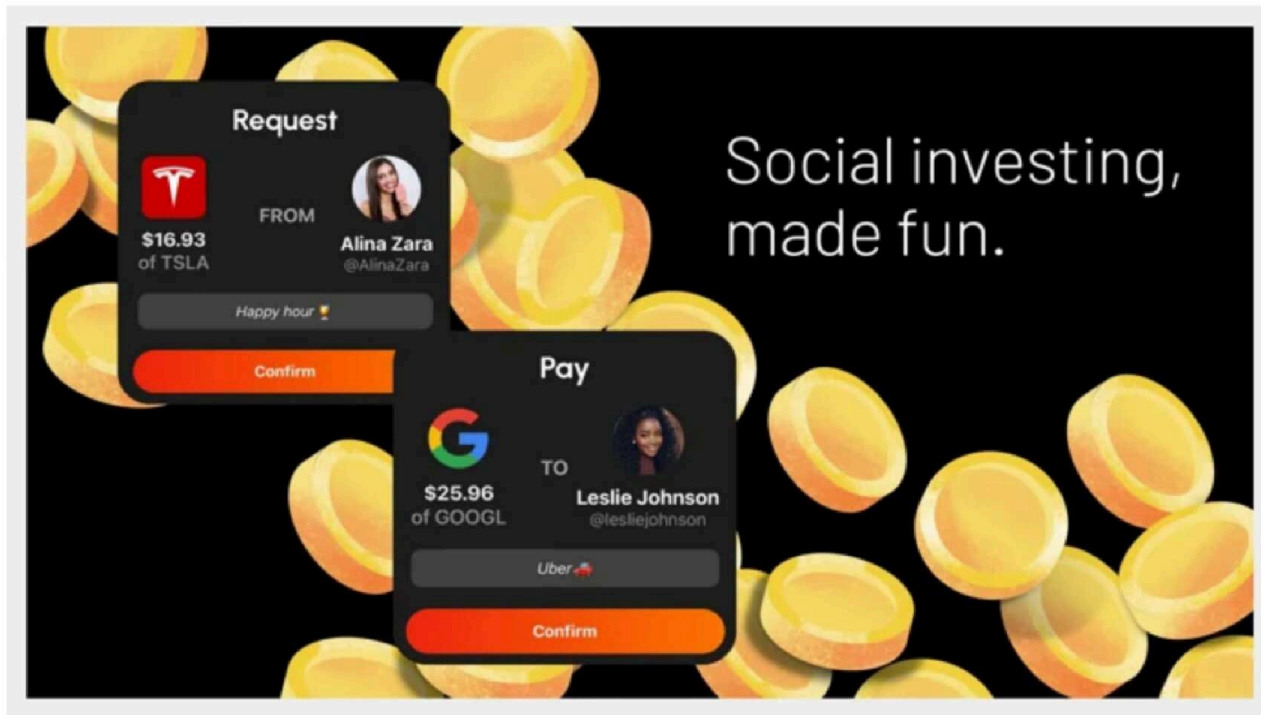 Request
FROM
$16.93
of TSLA
Alina Zara
@AlinaZara
Happy hour🍹
Confirm
Pay
TO
$25.96
of GOOGL
Leslie Johnson
@lesliejohnson
Uber🚗
Confirm
Social investing,
made fun.